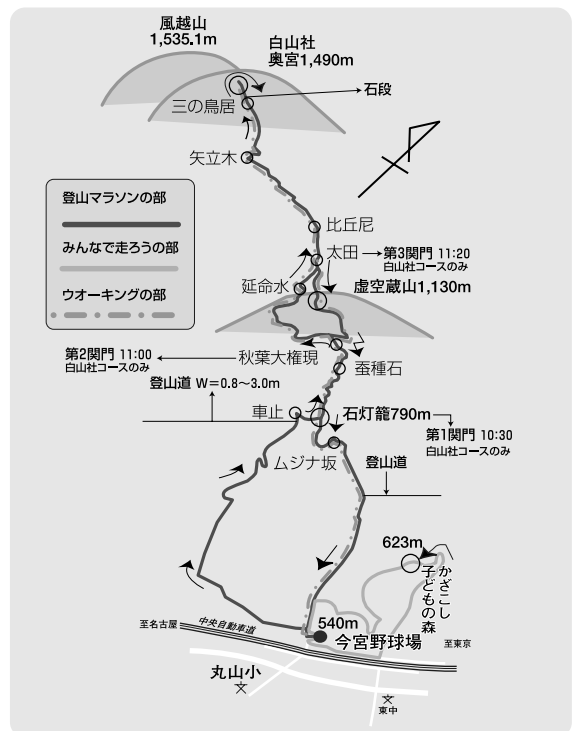 風越山
1,535.1m
白山社
奥宮1,490m
石段
三の鳥居
矢立木
登山マラソンの部
みんなで走ろうの部
ウオーキングの部
比丘尼
太田
第3関門 11:20
白山社コースのみ
延命水
虚空蔵山1,130m
第2関門 11:00
白山社コースのみ
秋葉大権現
蚕種石
登山道 W=0.8～3.0m
車止
石灯籠790m
第1関門 10:30
白山社コースのみ
ムジナ坂
登山道
623m
かざこし
子どもの森
540m
今宮野球場
至名古屋
中央自動車道
至東京
丸山小
文
文
東中